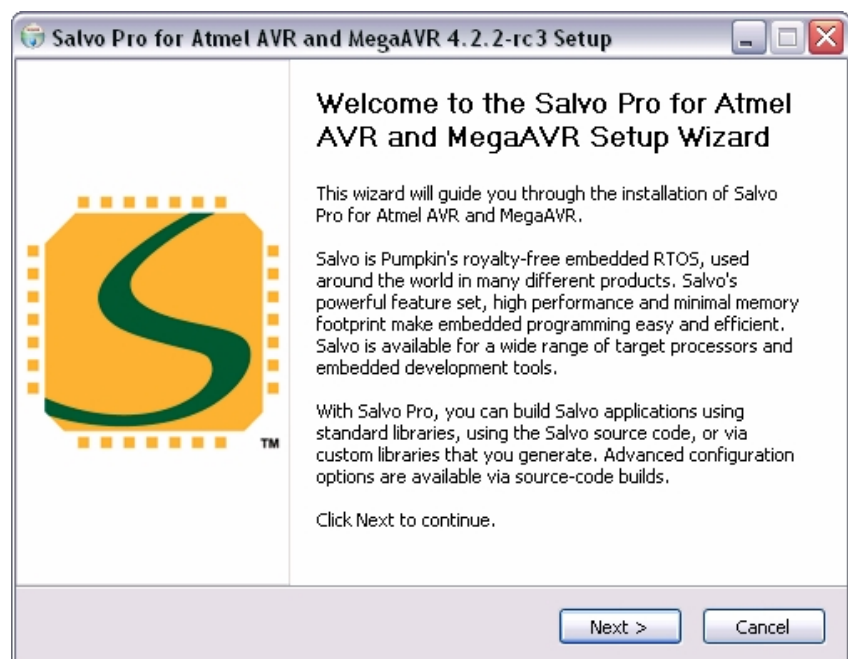 Salvo Pro for Atmel AVR and MegaAVR 4.2.2-rc3 Setup
Welcome to the Salvo Pro for Atmel
AVR and MegaAVR Setup Wizard
This wizard will guide you through the installation of Salvo
Pro for Atmel AVR and MegaAVR.
Salvo is Pumpkin's royalty-free embedded RTOS, used
around the world in many different products. Salvo's
powerful feature set, high performance and minimal memory
footprint make embedded programming easy and efficient.
Salvo is available for a wide range of target processors and
embedded development tools.
With Salvo Pro, you can build Salvo applications using
standard libraries, using the Salvo source code, or via
custom libraries that you generate. Advanced configuration
options are available via source-code builds.
Click Next to continue.
TM
Next >
Cancel